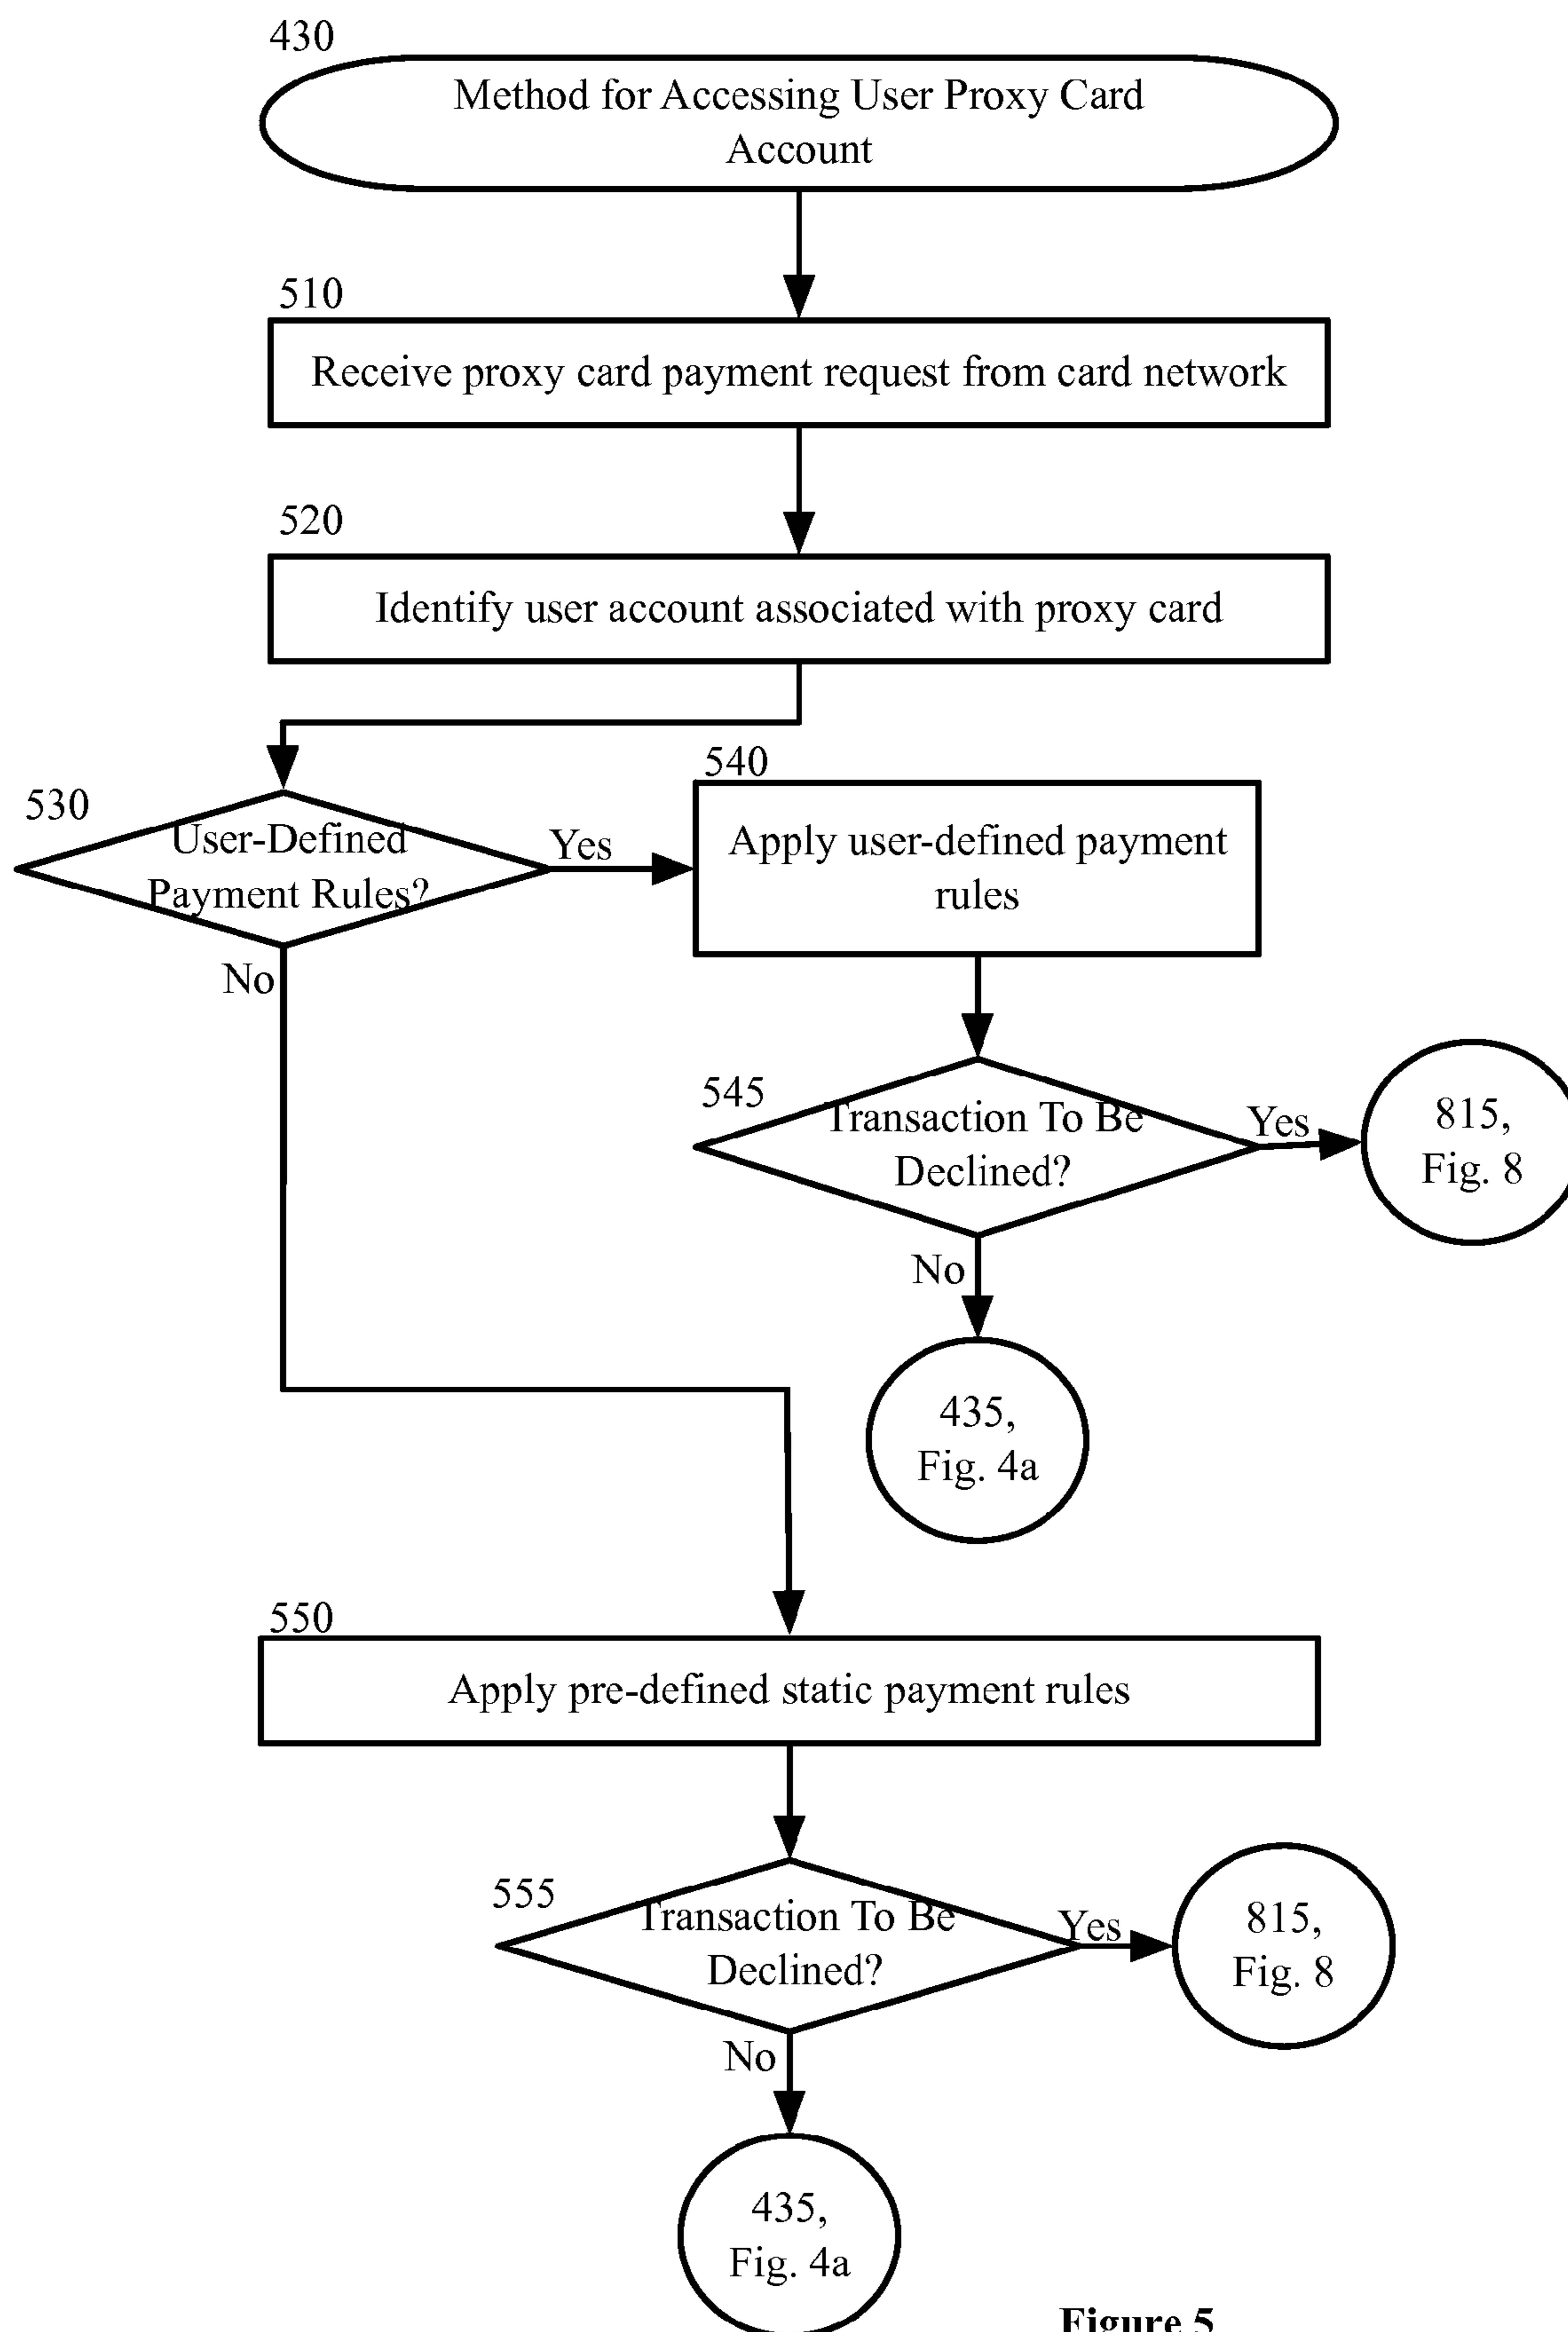 430
Method for Accessing User Proxy Card
Account
510
Receive proxy card payment request from card network
520
Identify user account associated with proxy card
530
User-Defined
Payment Rules?
Yes
No
540
Apply user-defined payment
rules
545
Transaction To Be
Declined?
Yes
815,
Fig. 8
No
435,
Fig. 4a
550
Apply pre-defined static payment rules
555
Transaction To Be
Declined?
Yes
815,
Fig. 8
No
435,
Fig. 4a
Figure 5